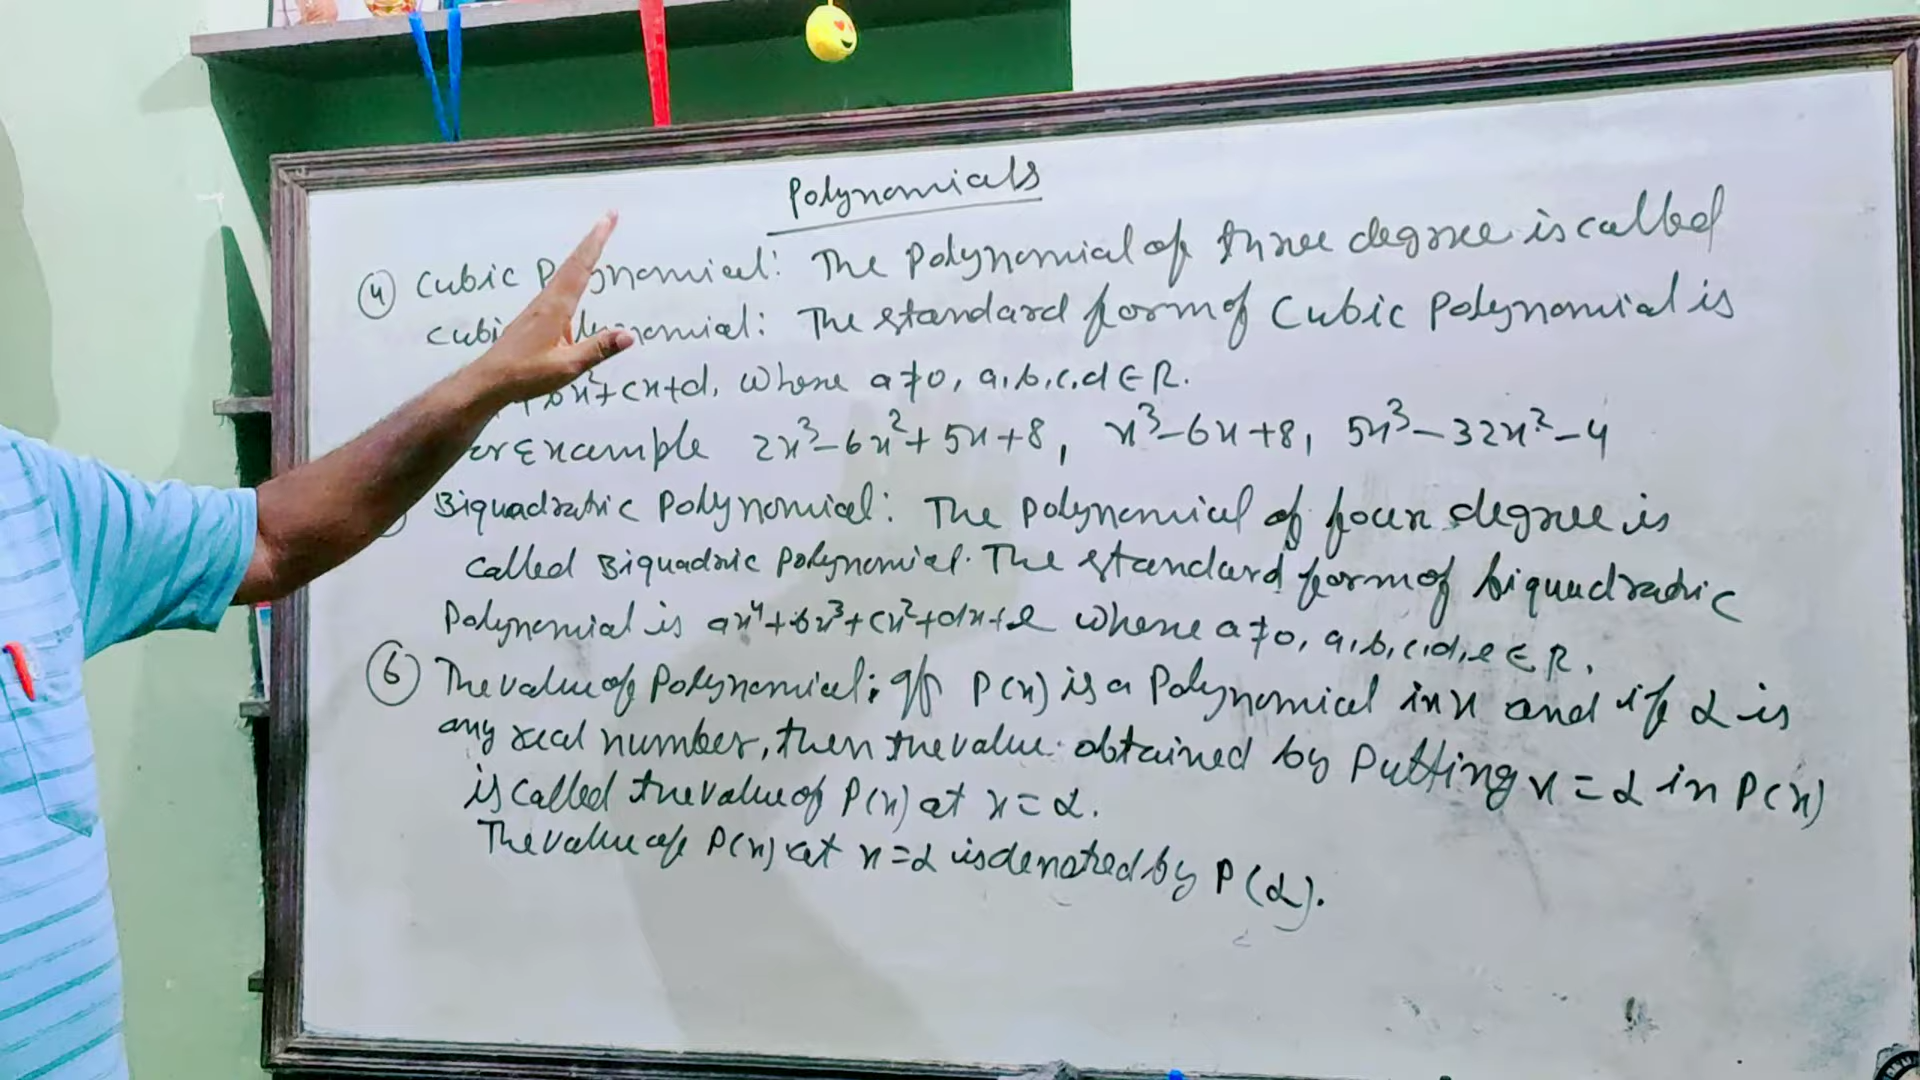 Polynomials
④ Cubic Polynomial: The Polynomial of three degree is called
Cubic Polynomial: The standard form of Cubic Polynomial is
bx²+cx+d, where a≠0, a,b,c,d∈R.
For Example 2x³-6x²+5x+8, x³-6x+8, 5x³-32x²-4
Biquadratic Polynomial: The Polynomial of four degree is
called Biquadric Polynomial. The standard form of biquadratic
Polynomial is ax⁴+bx³+cx²+dx+e where a≠0, a,b,c,d,e∈R.
⑥ The value of Polynomial: If P(x) is a Polynomial in x and if α is
any real number, then the value obtained by Putting x=α in P(x)
is called the value of P(x) at x=α.
The value of P(x) at x=α is denoted by P(α).